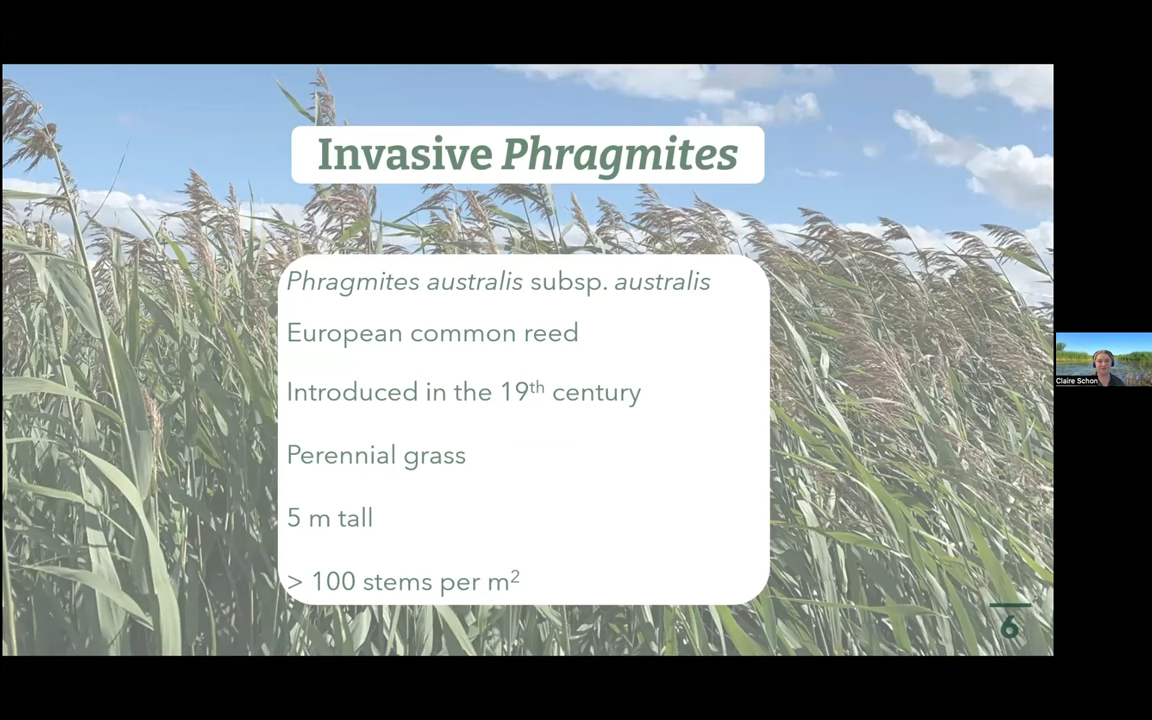 Invasive Phragmites
Phragmites australis subsp. australis
European common reed
Introduced in the 19th century
Perennial grass
5 m tall
> 100 stems per m²
6
Claire Schon